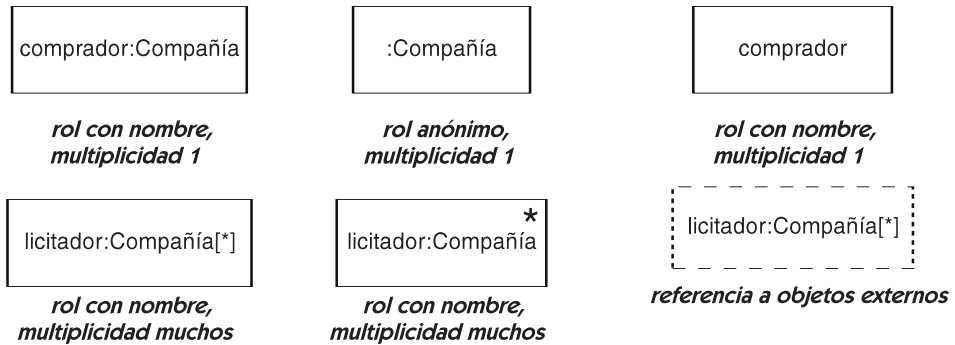 comprador:Compañía
:Compañía
comprador
rol con nombre,
multiplicidad 1
rol anónimo,
multiplicidad 1
rol con nombre,
multiplicidad 1
licitador:Compañía[*]
*
licitador:Compañía
licitador:Compañía[*]
rol con nombre,
multiplicidad muchos
rol con nombre,
multiplicidad muchos
referencia a objetos externos